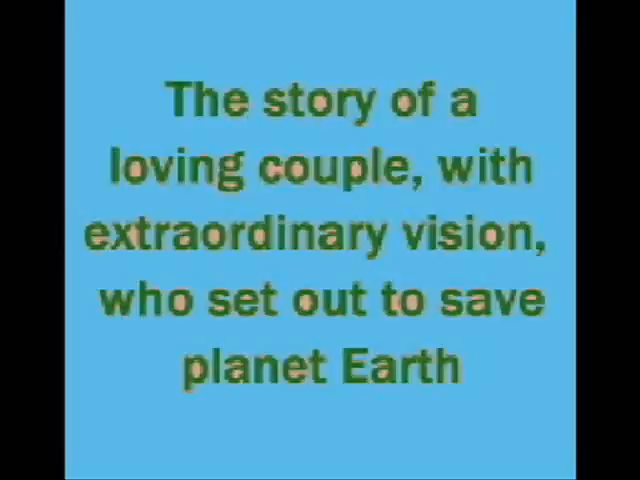 The story of a
loving couple, with
extraordinary vision,
who set out to save
planet Earth